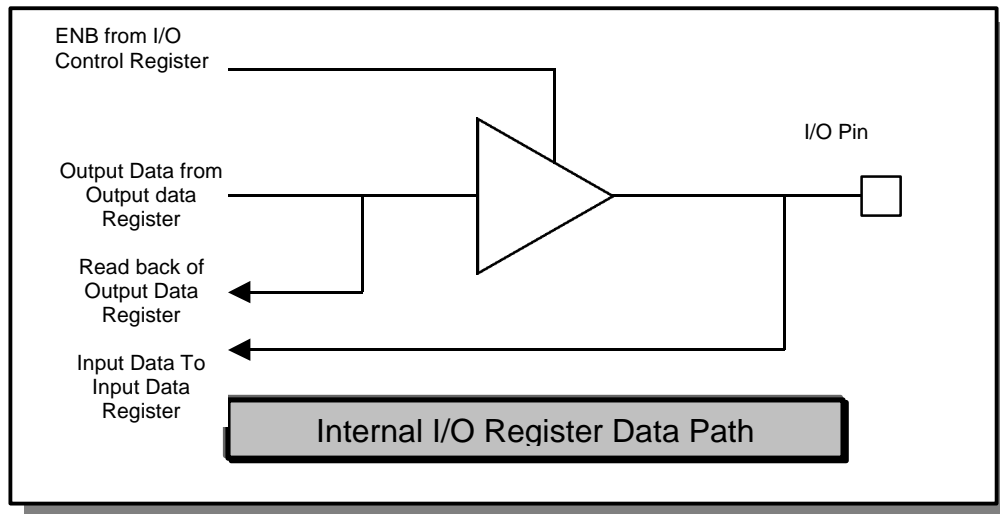 ENB from I/O
Control Register
I/O Pin
Output Data from
Output data
Register
Read back of
Output Data
Register
Input Data To
Input Data
Register
Internal I/O Register Data Path